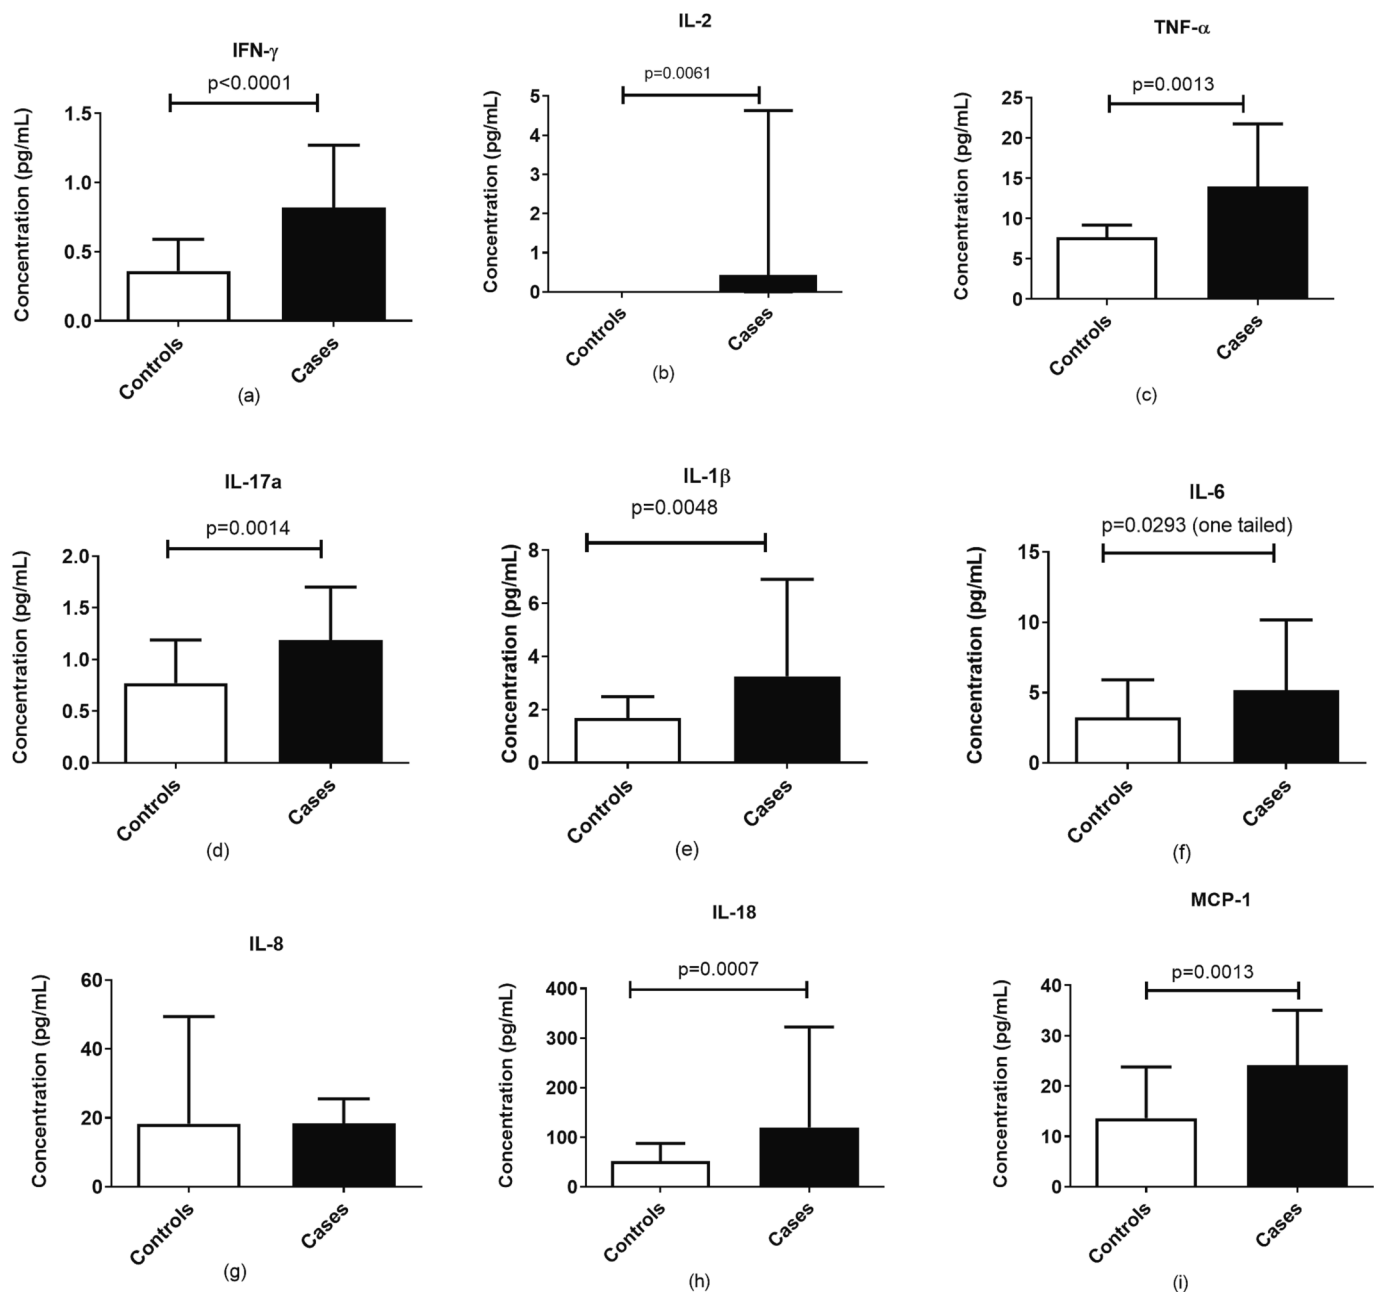 IFN-γ
p<0.0001
Concentration (pg/mL)
1.5
1.0
0.5
0.0
Controls
Cases
(a)
IL-2
p=0.0061
Concentration (pg/mL)
5
4
3
2
1
0
Controls
Cases
(b)
TNF-α
p=0.0013
Concentration (pg/mL)
25
20
15
10
5
0
Controls
Cases
(c)
IL-17a
p=0.0014
Concentration (pg/mL)
2.0
1.5
1.0
0.5
0.0
Controls
Cases
(d)
IL-1β
p=0.0048
Concentration (pg/mL)
8
6
4
2
0
Controls
Cases
(e)
IL-6
p=0.0293 (one tailed)
Concentration (pg/mL)
15
10
5
0
Controls
Cases
(f)
IL-8
Concentration (pg/mL)
60
40
20
0
Controls
Cases
(g)
IL-18
p=0.0007
Concentration (pg/mL)
400
300
200
100
0
Controls
Cases
(h)
MCP-1
p=0.0013
Concentration (pg/mL)
40
30
20
10
0
Controls
Cases
(i)